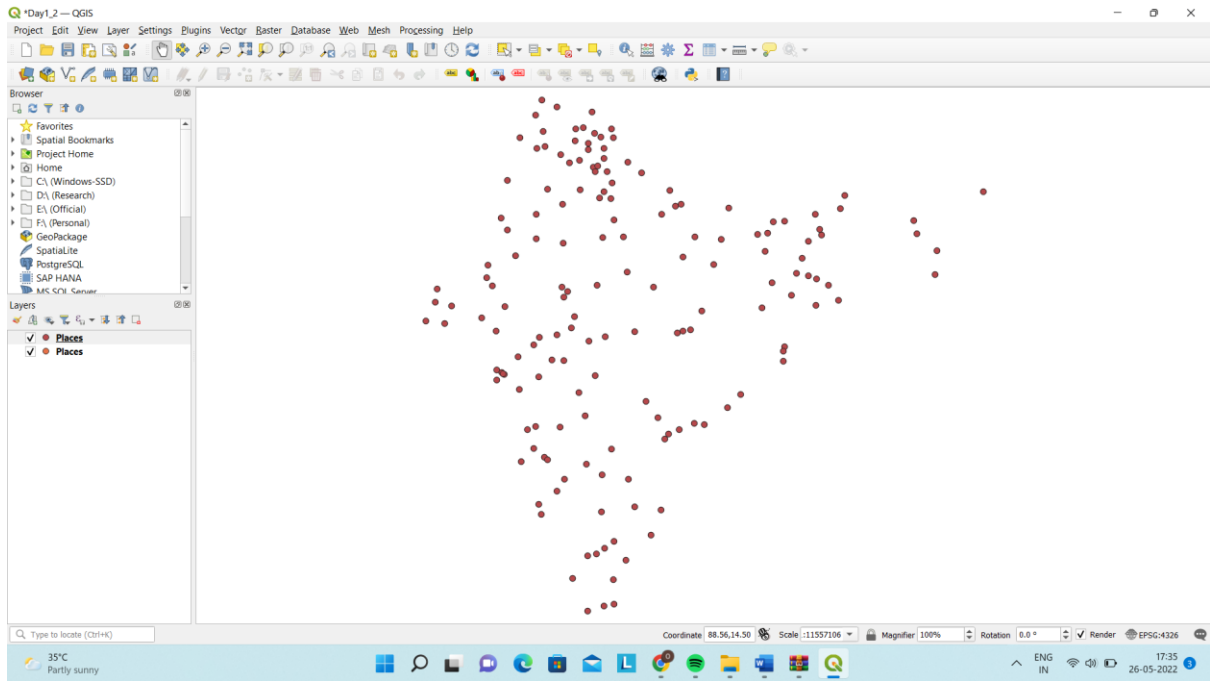 *Day1_2 — QGIS
Project Edit View Layer Settings Plugins Vector Raster Database Web Mesh Processing Help
Browser
Favorites
Spatial Bookmarks
Project Home
Home
C:\ (Windows-SSD)
D:\ (Research)
E:\ (Official)
F:\ (Personal)
GeoPackage
SpatiaLite
PostgreSQL
SAP HANA
MS SQL Server
Layers
Places
Places
Type to locate (Ctrl+K)
Coordinate 88.56,14.50 Scale :11557106 Magnifier 100% Rotation 0.0 ° Render EPSG:4326
35°C
Partly sunny
ENG
IN
17:35
26-05-2022
3